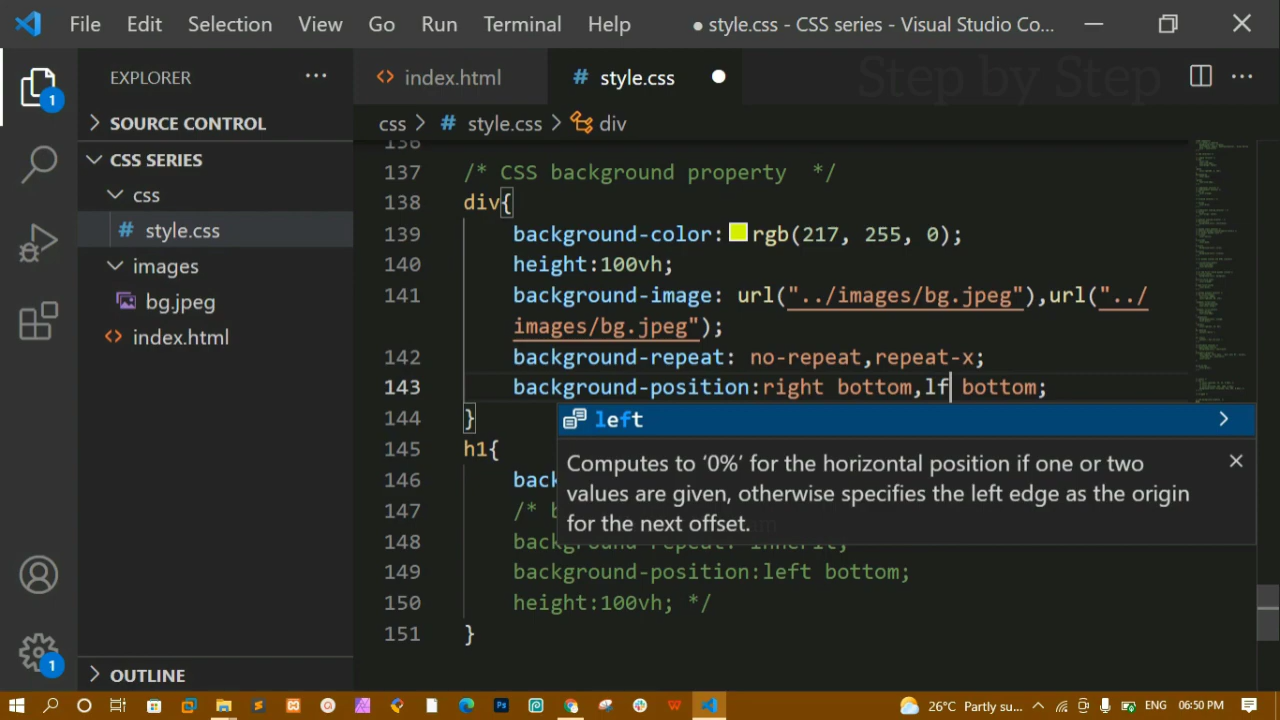 File Edit Selection View Go Run Terminal Help ● style.css - CSS series - Visual Studio Co...
EXPLORER ...
index.html
# style.css
Step by Step
1
css > # style.css > div
SOURCE CONTROL
CSS SERIES
css
# style.css
images
bg.jpeg
index.html
OUTLINE
1
136
137 /* CSS background property */
138 div{
139 background-color: rgb(217, 255, 0);
140 height:100vh;
141 background-image: url("../images/bg.jpeg"),url("../
images/bg.jpeg");
142 background-repeat: no-repeat,repeat-x;
143 background-position:right bottom,lf bottom;
144 }
left
Computes to ‘0%’ for the horizontal position if one or two
values are given, otherwise specifies the left edge as the origin
for the next offset.
145 h1{
146 back
147 /* b
148 background-repeat: inherit;
149 background-position:left bottom;
150 height:100vh; */
151 }
26°C Partly su... ENG 06:50 PM